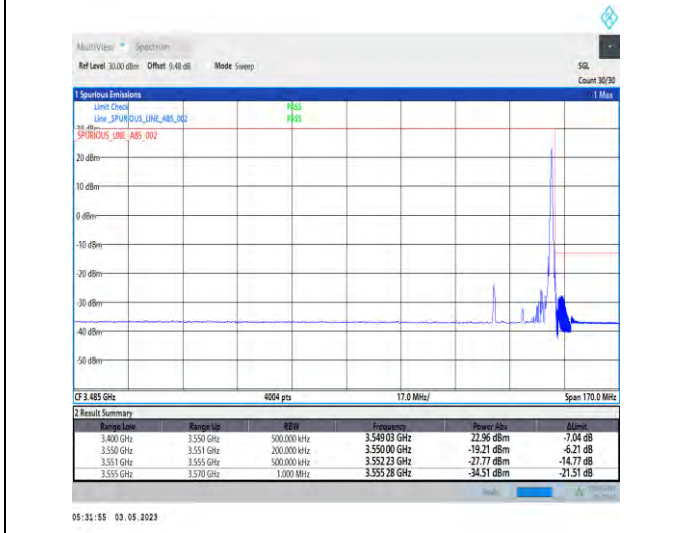 MultiView Spectrum
Ref Level 30.00 dBm Offset 9.48 dB Mode Sweep SGL
Count 30/30
1 Spurious Emissions 1 Max
Limit Check PASS
Line _SPURIOUS_LINE_ABS_002 PASS
30 dBm
_SPURIOUS_LINE_ABS_002
20 dBm
10 dBm
0 dBm
-10 dBm
-20 dBm
-30 dBm
-40 dBm
-50 dBm
CF 3.485 GHz 4004 pts 17.0 MHz/ Span 170.0 MHz
2 Result Summary
Range Low Range Up RBW Frequency Power Abs ΔLimit
3.400 GHz 3.550 GHz 500.000 kHz 3.549 03 GHz 22.96 dBm -7.04 dB
3.550 GHz 3.551 GHz 200.000 kHz 3.550 00 GHz -19.21 dBm -6.21 dB
3.551 GHz 3.555 GHz 500.000 kHz 3.552 23 GHz -27.77 dBm -14.77 dB
3.555 GHz 3.570 GHz 1.000 MHz 3.555 28 GHz -34.51 dBm -21.51 dB
05:31:55 03.05.2023